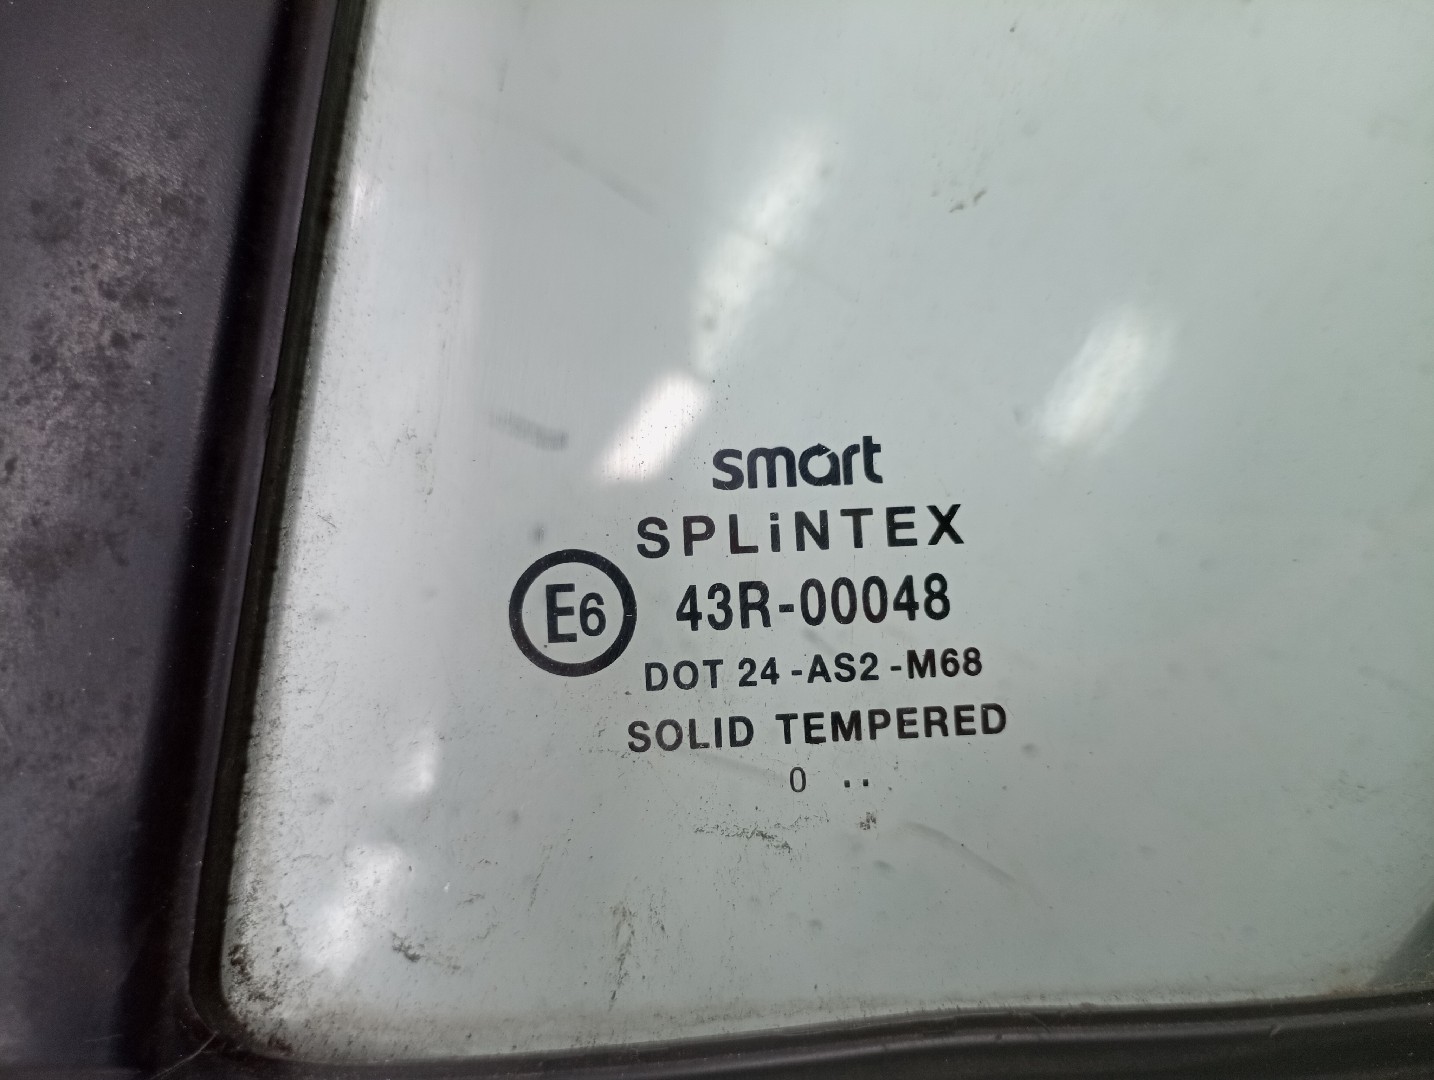 smart
SPLiNTEX
E6 43R-00048
DOT 24 -AS2 -M68
SOLID TEMPERED
0 ..